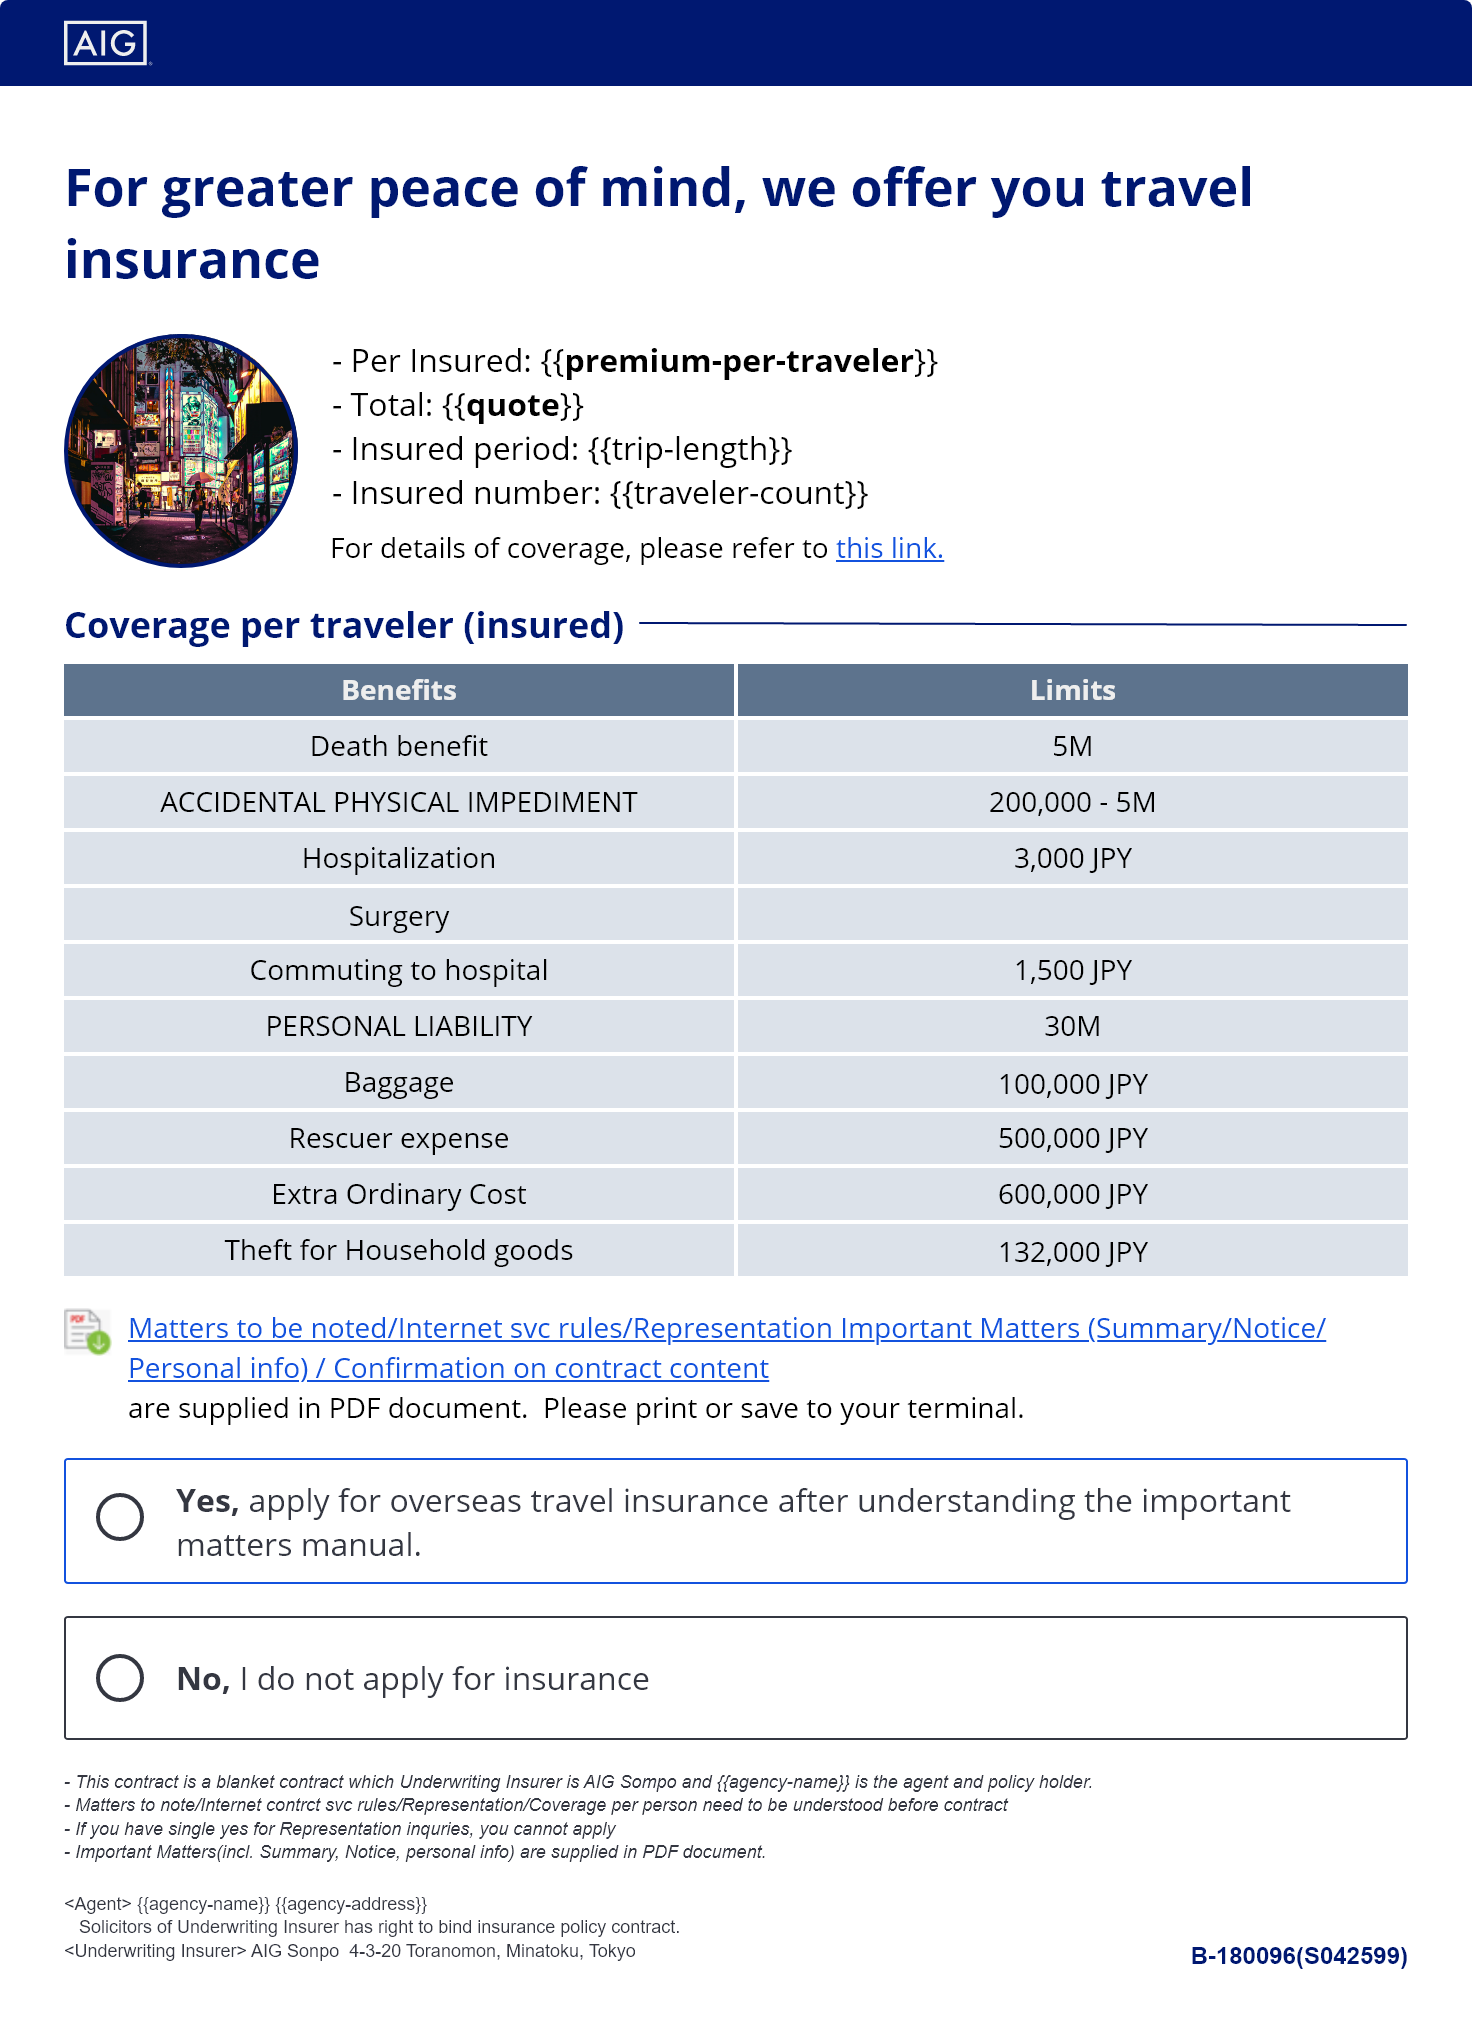 AIG
For greater peace of mind, we offer you travel
insurance
- Per Insured: {{premium-per-traveler}}
- Total: {{quote}}
- Insured period: {{trip-length}}
- Insured number: {{traveler-count}}
For details of coverage, please refer to this link.
Coverage per traveler (insured)
Benefits Limits
Death benefit 5M
ACCIDENTAL PHYSICAL IMPEDIMENT 200,000 - 5M
Hospitalization 3,000 JPY
Surgery
Commuting to hospital 1,500 JPY
PERSONAL LIABILITY 30M
Baggage 100,000 JPY
Rescuer expense 500,000 JPY
Extra Ordinary Cost 600,000 JPY
Theft for Household goods 132,000 JPY
PDF
Matters to be noted/Internet svc rules/Representation Important Matters (Summary/Notice/
Personal info) / Confirmation on contract content
are supplied in PDF document.  Please print or save to your terminal.
Yes, apply for overseas travel insurance after understanding the important
matters manual.
No, I do not apply for insurance
- This contract is a blanket contract which Underwriting Insurer is AIG Sompo and {{agency-name}} is the agent and policy holder.
- Matters to note/Internet contrct svc rules/Representation/Coverage per person need to be understood before contract
- If you have single yes for Representation inquries, you cannot apply
- Important Matters(incl. Summary, Notice, personal info) are supplied in PDF document.
<Agent> {{agency-name}} {{agency-address}}
Solicitors of Underwriting Insurer has right to bind insurance policy contract.
<Underwriting Insurer> AIG Sonpo  4-3-20 Toranomon, Minatoku, Tokyo
B-180096(S042599)